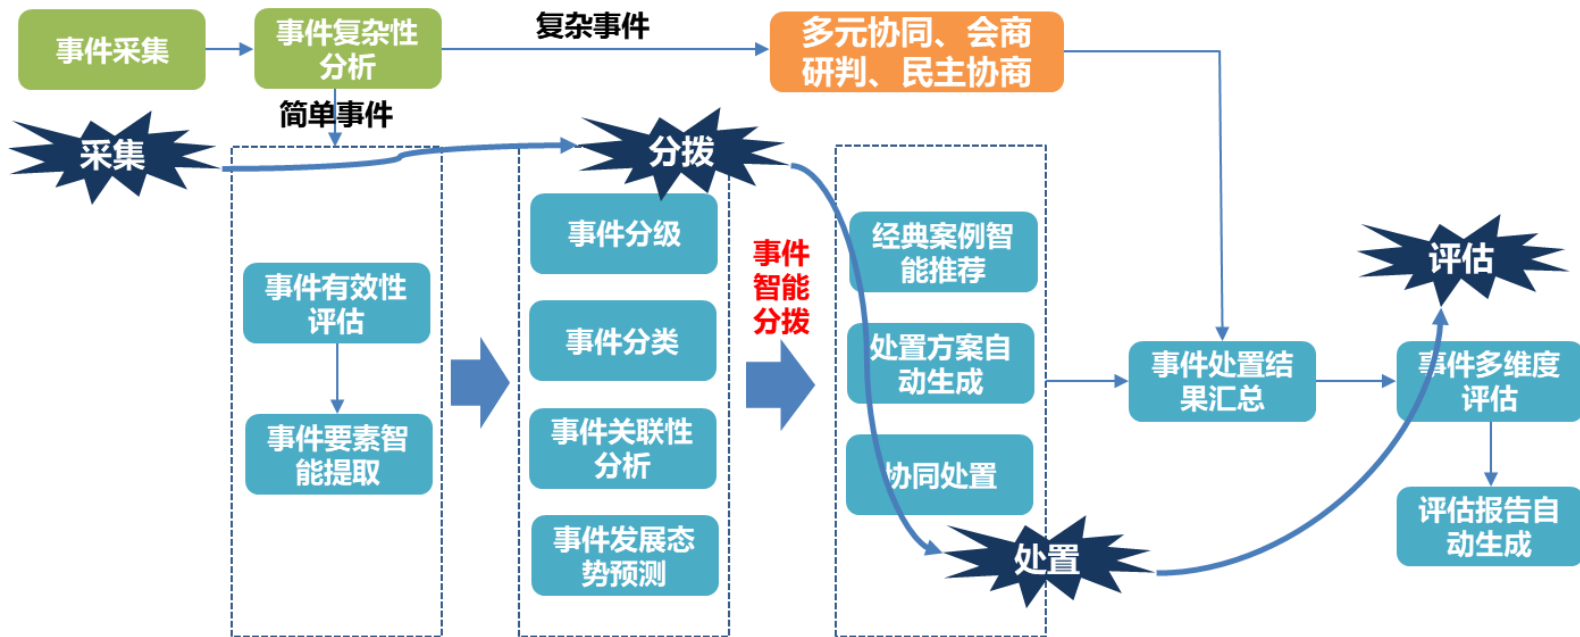 事件采集
事件复杂性
分析
复杂事件
多元协同、会商
研判、民主协商
简单事件
采集
分拨
事件有效性
评估
事件要素智
能提取
事件分级
事件分类
事件关联性
分析
事件发展态
势预测
事件
智能
分拨
经典案例智
能推荐
处置方案自
动生成
协同处置
处置
事件处置结
果汇总
评估
事件多维度
评估
评估报告自
动生成